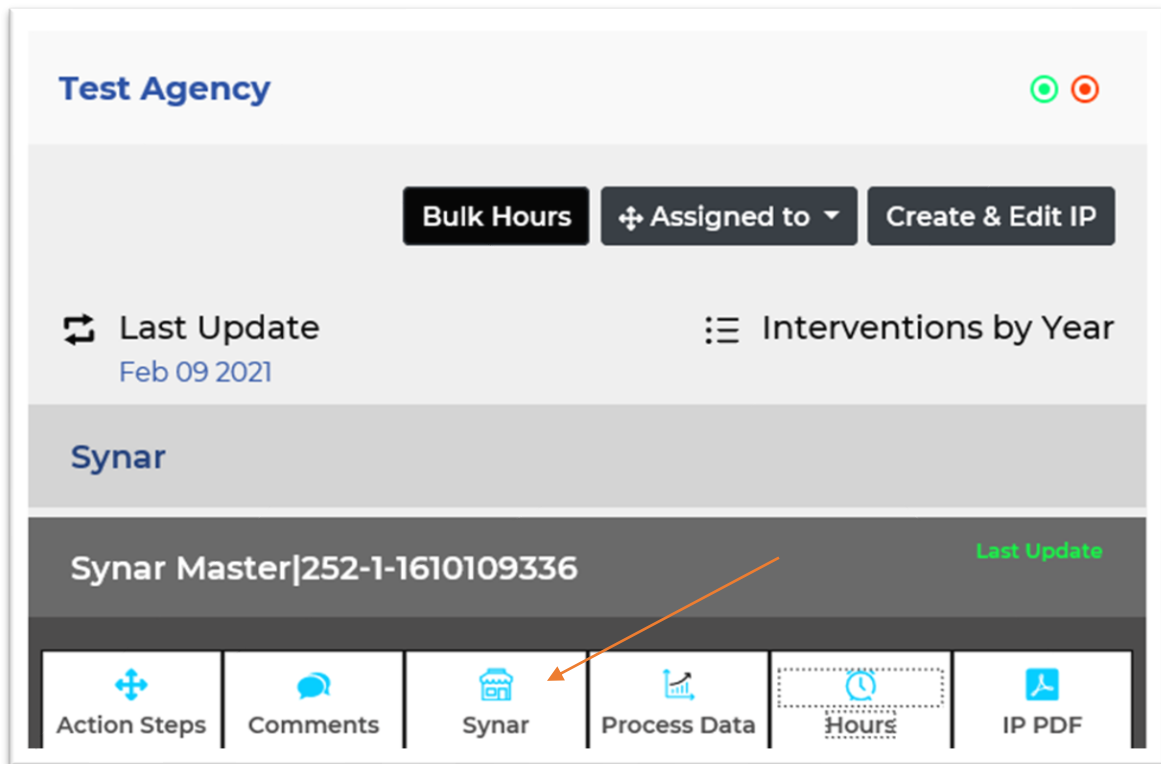 Test Agency
Bulk Hours Assigned to Create & Edit IP
Last Update Interventions by Year
Feb 09 2021
Synar
Synar Master|252-1-1610109336 Last Update
Action Steps Comments Synar Process Data Hours IP PDF